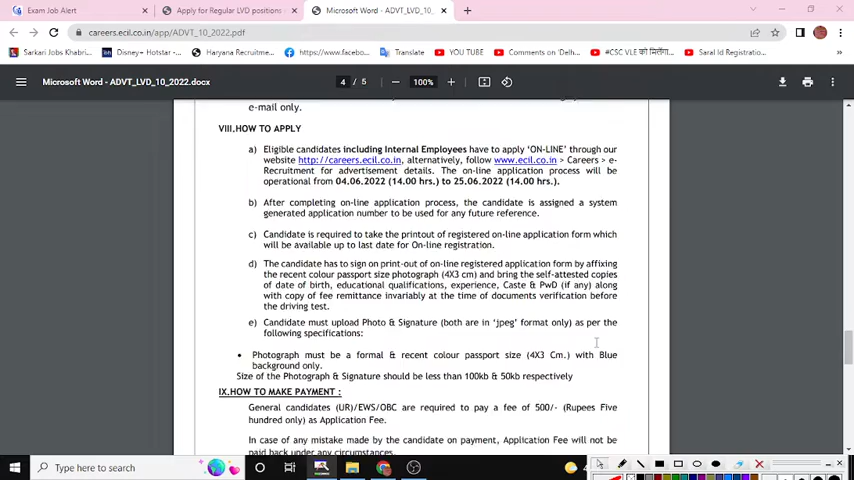 Exam Job Alert
Apply for Regular LVD positions
Microsoft Word - ADVT_LVD_10_
careers.ecil.co.in/app/ADVT_10_2022.pdf
Sarkari Jobs Khabri...
Disney+ Hotstar -...
Haryana Recruitme...
https://www.facebo...
Translate
YOU TUBE
Comments on 'Delh...
#CSC VLE को मिलेंगा...
Saral Id Registratio...
Microsoft Word - ADVT_LVD_10_2022.docx
4 / 5
100%
e-mail only.
VIII.HOW TO APPLY
a) Eligible candidates including Internal Employees have to apply ‘ON-LINE’ through our
website http://careers.ecil.co.in, alternatively, follow www.ecil.co.in > Careers > e-
Recruitment for advertisement details. The on-line application process will be
operational from 04.06.2022 (14.00 hrs.) to 25.06.2022 (14.00 hrs.).
b) After completing on-line application process, the candidate is assigned a system
generated application number to be used for any future reference.
c) Candidate is required to take the printout of registered on-line application form which
will be available up to last date for On-line registration.
d) The candidate has to sign on print-out of on-line registered application form by affixing
the recent colour passport size photograph (4X3 cm) and bring the self-attested copies
of date of birth, educational qualifications, experience, Caste & PwD (if any) along
with copy of fee remittance invariably at the time of documents verification before
the driving test.
e) Candidate must upload Photo & Signature (both are in ‘jpeg’ format only) as per the
following specifications:
• Photograph must be a formal & recent colour passport size (4X3 Cm.) with Blue
background only.
Size of the Photograph & Signature should be less than 100kb & 50kb respectively
IX.HOW TO MAKE PAYMENT :
General candidates (UR)/EWS/OBC are required to pay a fee of 500/- (Rupees Five
hundred only) as Application Fee.
In case of any mistake made by the candidate on payment, Application Fee will not be
paid back under any circumstances.
Type here to search